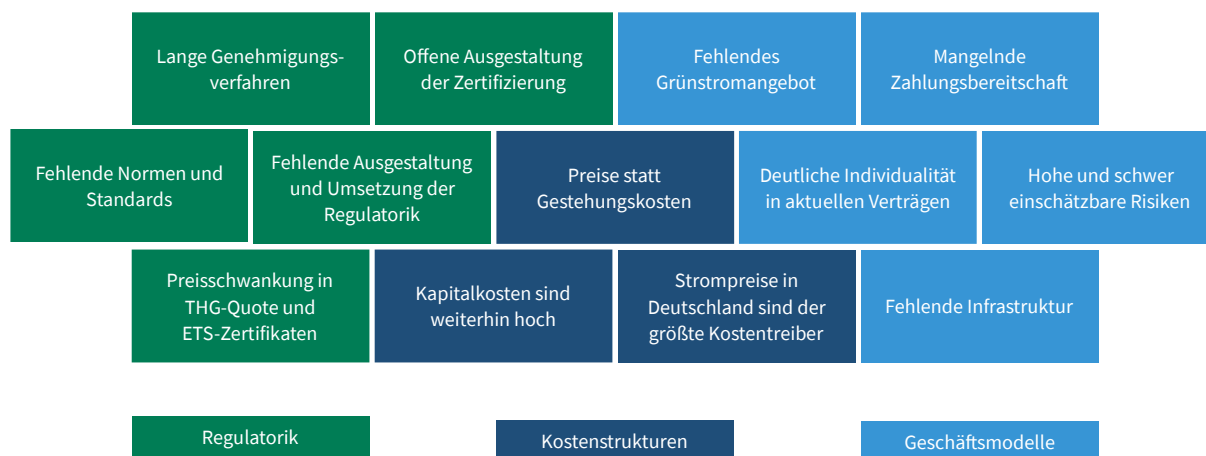 Lange Genehmigungs-
verfahren
Offene Ausgestaltung
der Zertifizierung
Fehlendes
Grünstromangebot
Mangelnde
Zahlungsbereitschaft
Fehlende Normen und
Standards
Fehlende Ausgestaltung
und Umsetzung der
Regulatorik
Preise statt
Gestehungskosten
Deutliche Individualität
in aktuellen Verträgen
Hohe und schwer
einschätzbare Risiken
Preisschwankung in
THG-Quote und
ETS-Zertifikaten
Kapitalkosten sind
weiterhin hoch
Strompreise in
Deutschland sind der
größte Kostentreiber
Fehlende Infrastruktur
Regulatorik
Kostenstrukturen
Geschäftsmodelle